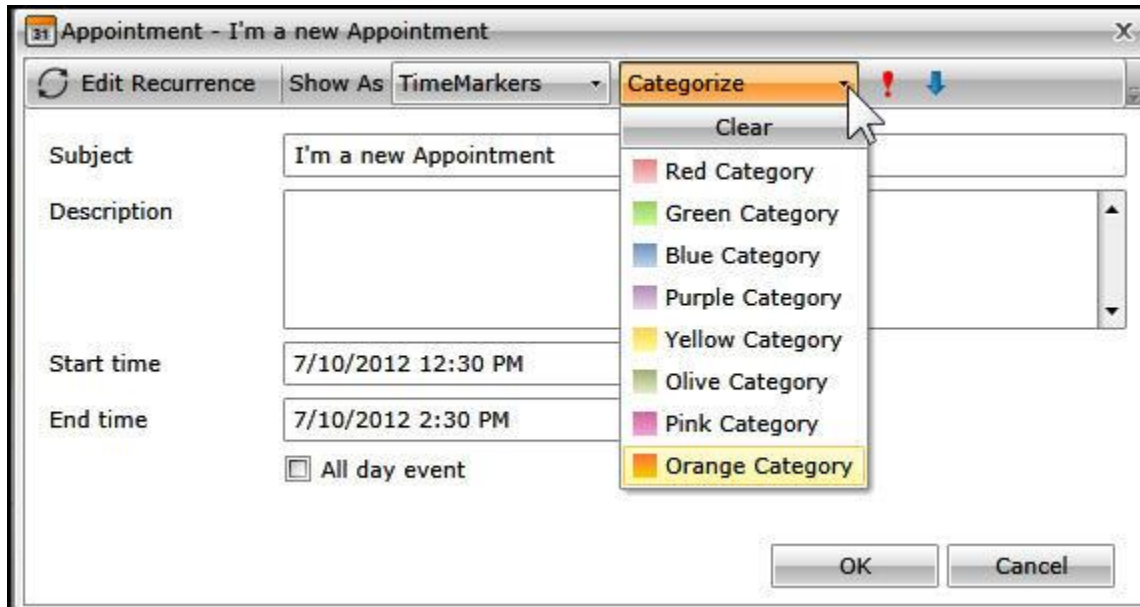 31 Appointment - I'm a new Appointment X
Edit Recurrence Show As TimeMarkers Categorize
Clear
Subject I'm a new Appointment
Red Category
Description
Green Category
Blue Category
Purple Category
Yellow Category
Start time 7/10/2012 12:30 PM
Olive Category
End time 7/10/2012 2:30 PM
Pink Category
All day event
Orange Category
OK Cancel